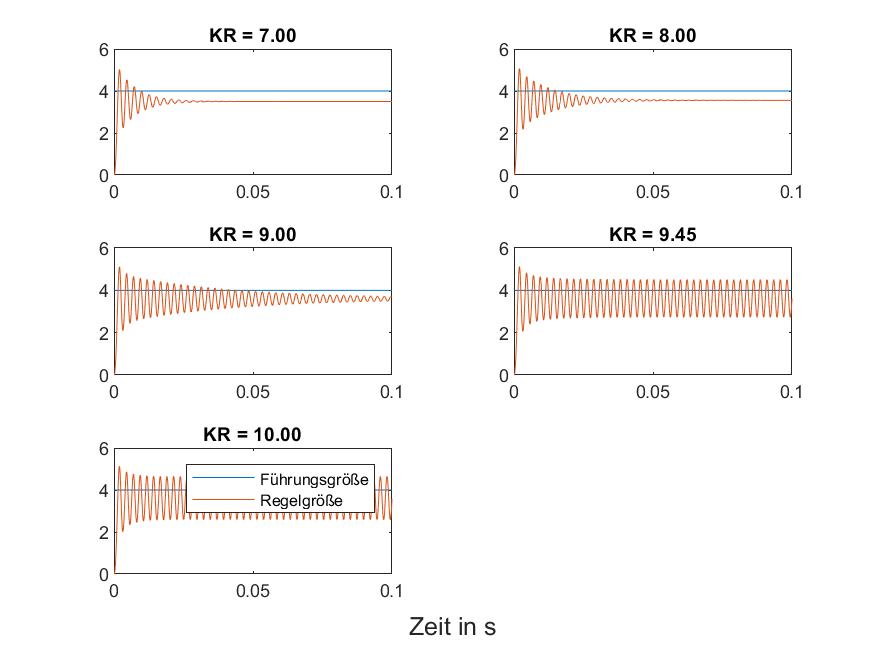 KR = 7.00
6
4
2
0
0 0.05 0.1
KR = 8.00
6
4
2
0
0 0.05 0.1
KR = 9.00
6
4
2
0
0 0.05 0.1
KR = 9.45
6
4
2
0
0 0.05 0.1
KR = 10.00
6
4
2
0
Führungsgröße
Regelgröße
0 0.05 0.1
Zeit in s